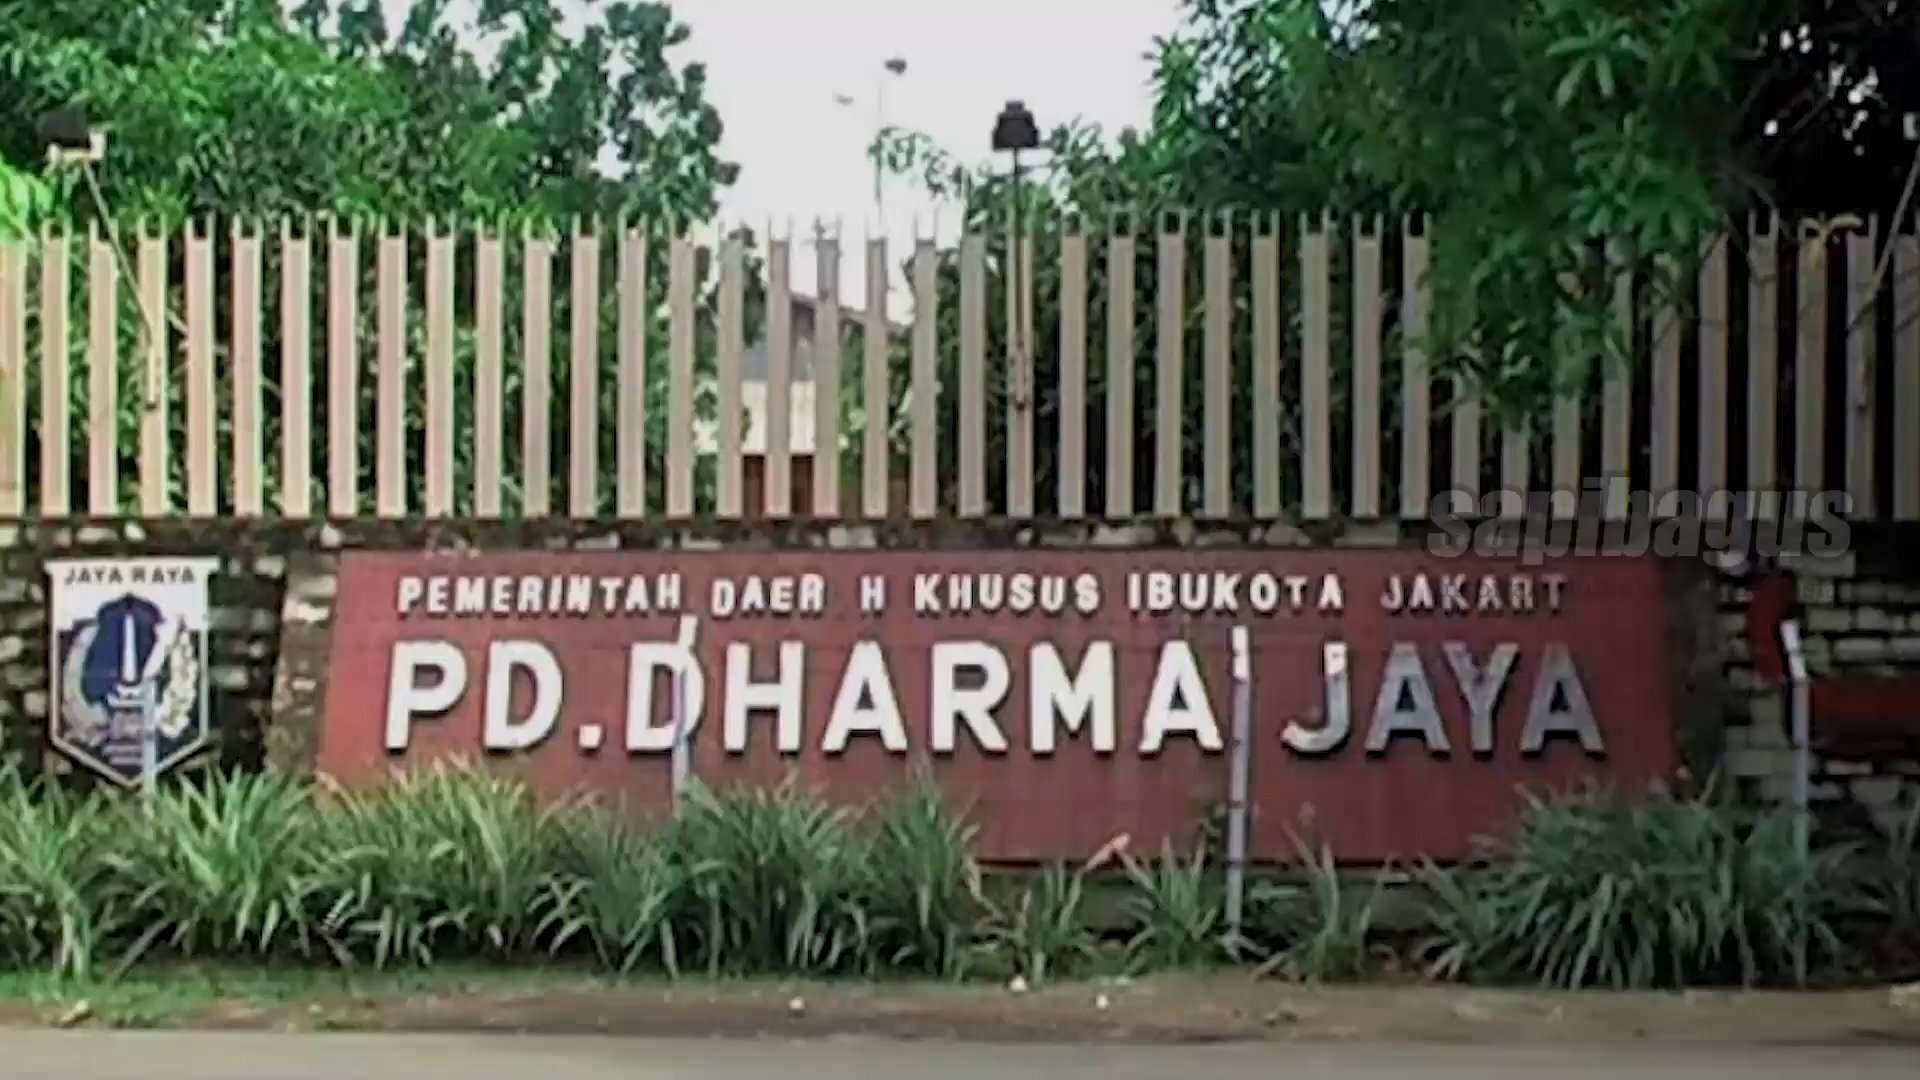 sapibagus
JAYA RAYA
PEMERINTAH DAER H KHUSUS IBUKOTA JAKART
PD.DHARMA JAYA